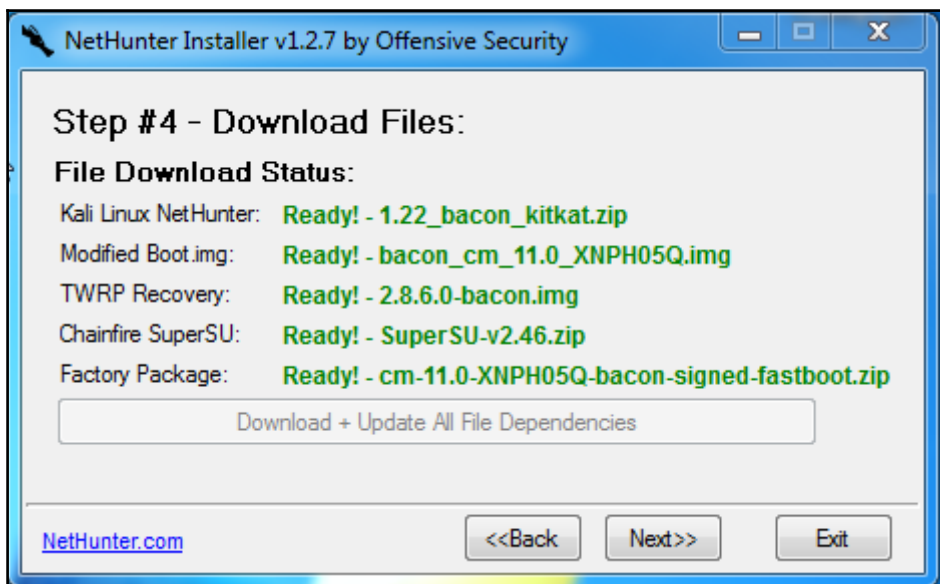 NetHunter Installer v1.2.7 by Offensive Security
Step #4 - Download Files:
File Download Status:
Kali Linux NetHunter: Ready! - 1.22_bacon_kitkat.zip
Modified Boot.img: Ready! - bacon_cm_11.0_XNPH05Q.img
TWRP Recovery: Ready! - 2.8.6.0-bacon.img
Chainfire SuperSU: Ready! - SuperSU-v2.46.zip
Factory Package: Ready! - cm-11.0-XNPH05Q-bacon-signed-fastboot.zip
Download + Update All File Dependencies
NetHunter.com <<Back Next>> Exit